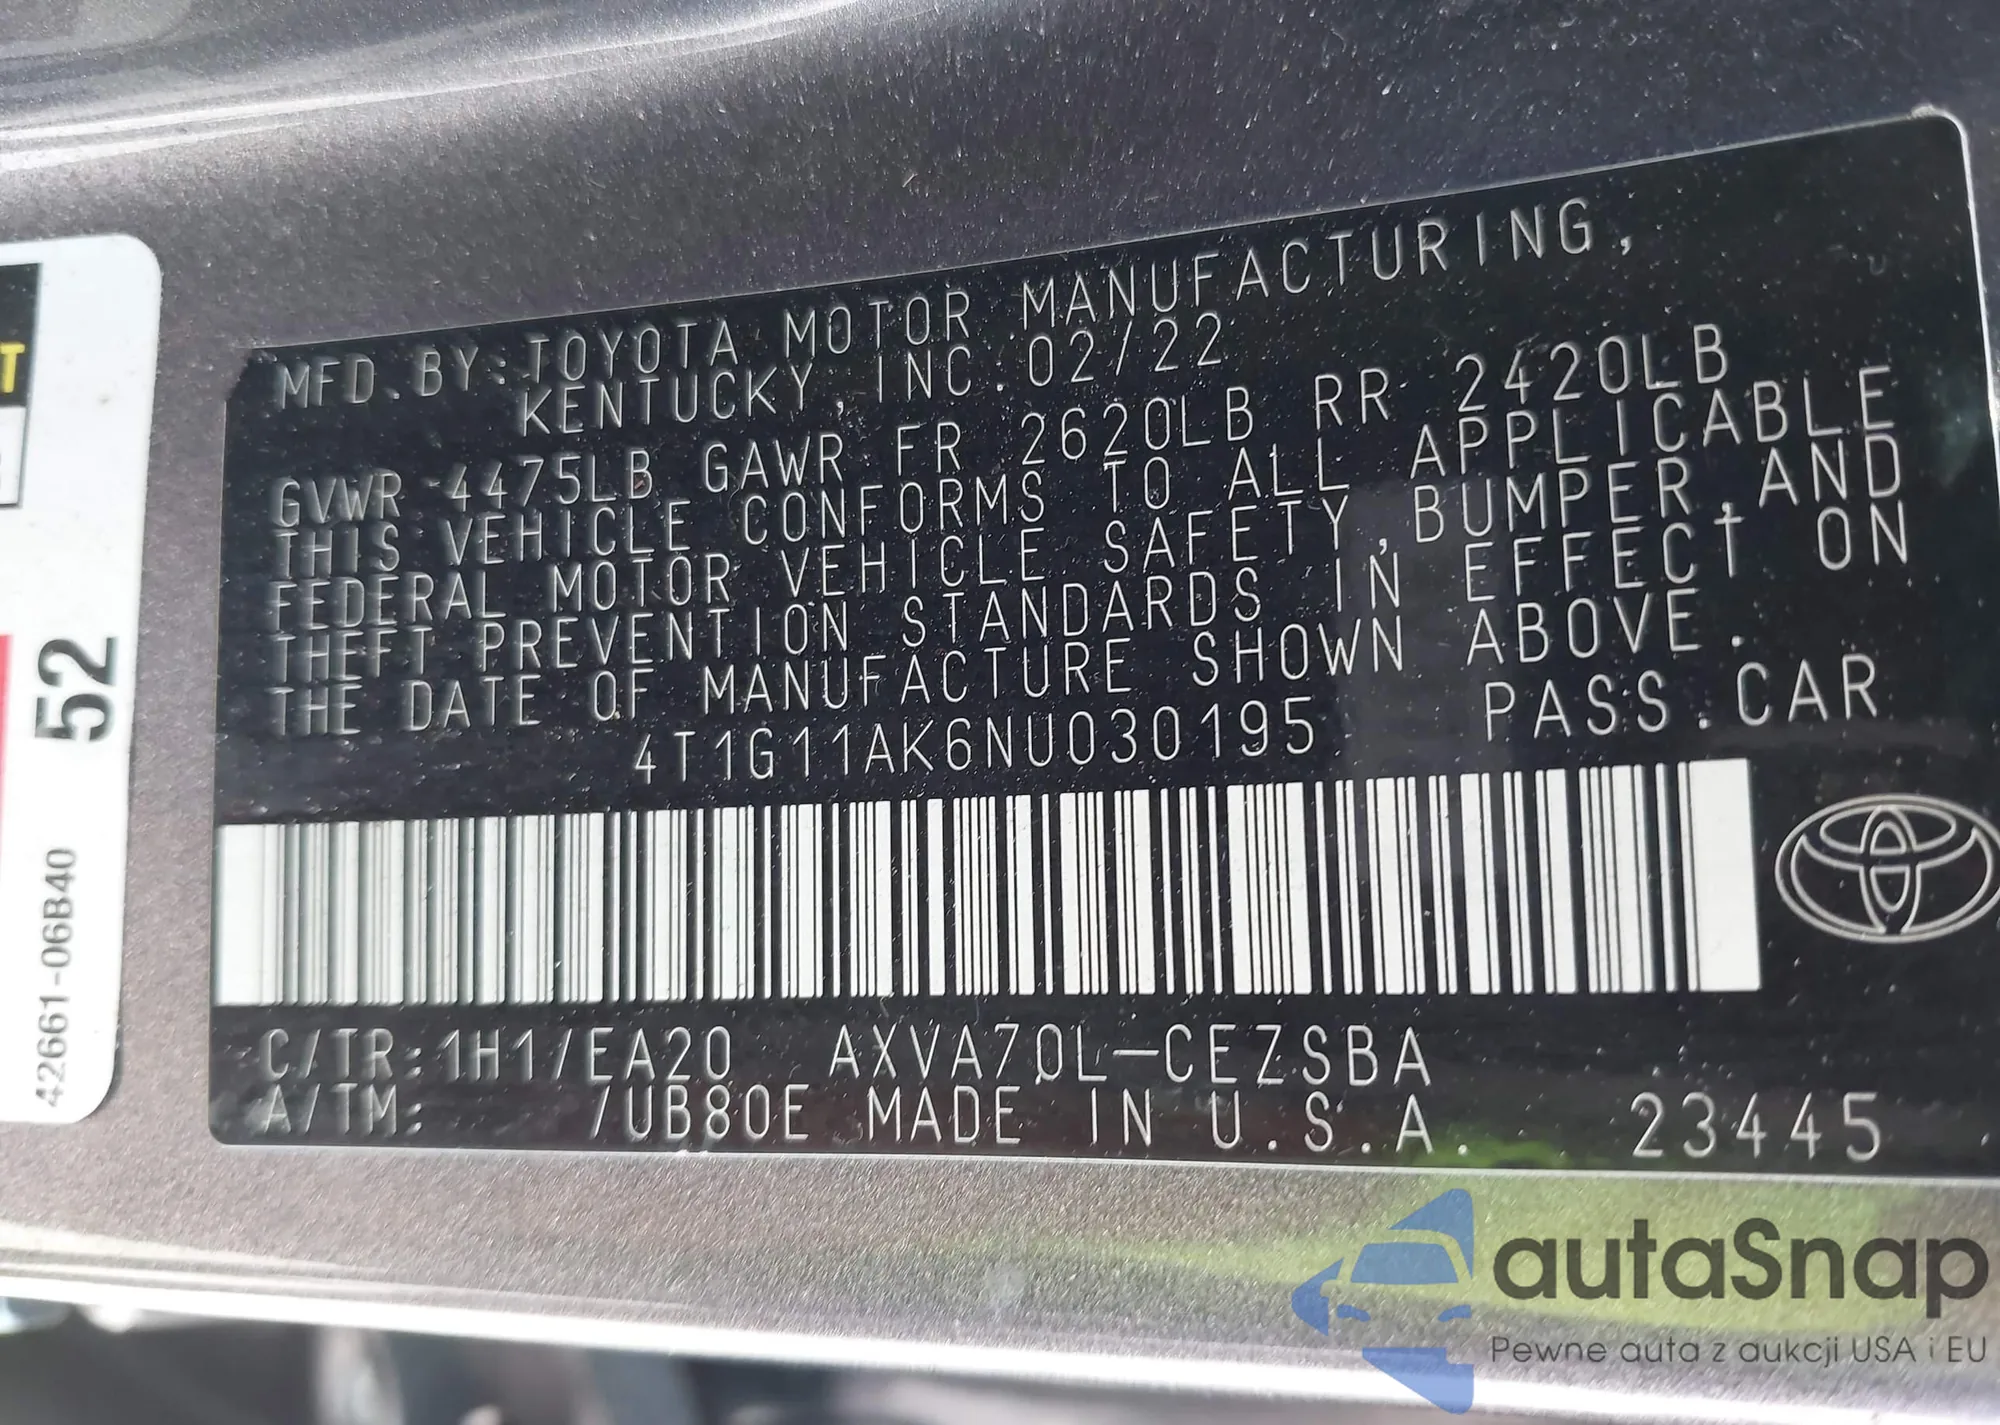 MFD.BY:TOYOTA MOTOR MANUFACTURING,
KENTUCKY,INC.02/22
GVWR 4475LB GAWR FR 2620LB RR 2420LB
THIS VEHICLE CONFORMS TO ALL APPLICABLE
FEDERAL MOTOR VEHICLE SAFETY,BUMPER,AND
THEFT PREVENTION STANDARDS IN EFFECT ON
THE DATE OF MANUFACTURE SHOWN ABOVE.
4T1G11AK6NU030195 PASS.CAR
C/TR:1H1/EA20 AXVA70L-CEZSBA
A/TM: /UB80E MADE IN U.S.A. 23445
T
52
42661-06B40
autaSnap
Pewne auta z aukcji USA i EU